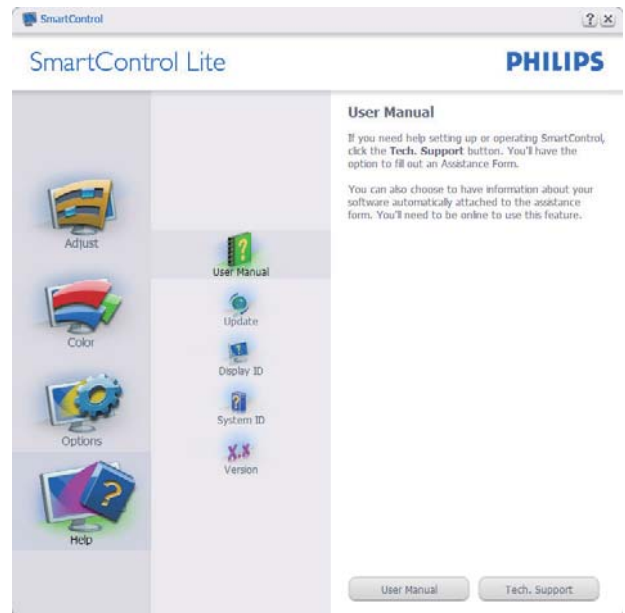 SmartControl
SmartControl Lite
PHILIPS
Adjust
Color
Options
Help
User Manual
Update
Display ID
System ID
X.X
Version
User Manual
If you need help setting up or operating SmartControl,
click the Tech. Support button. You'll have the
option to fill out an Assistance Form.
You can also choose to have information about your
software automatically attached to the assistance
form. You'll need to be online to use this feature.
User Manual
Tech. Support